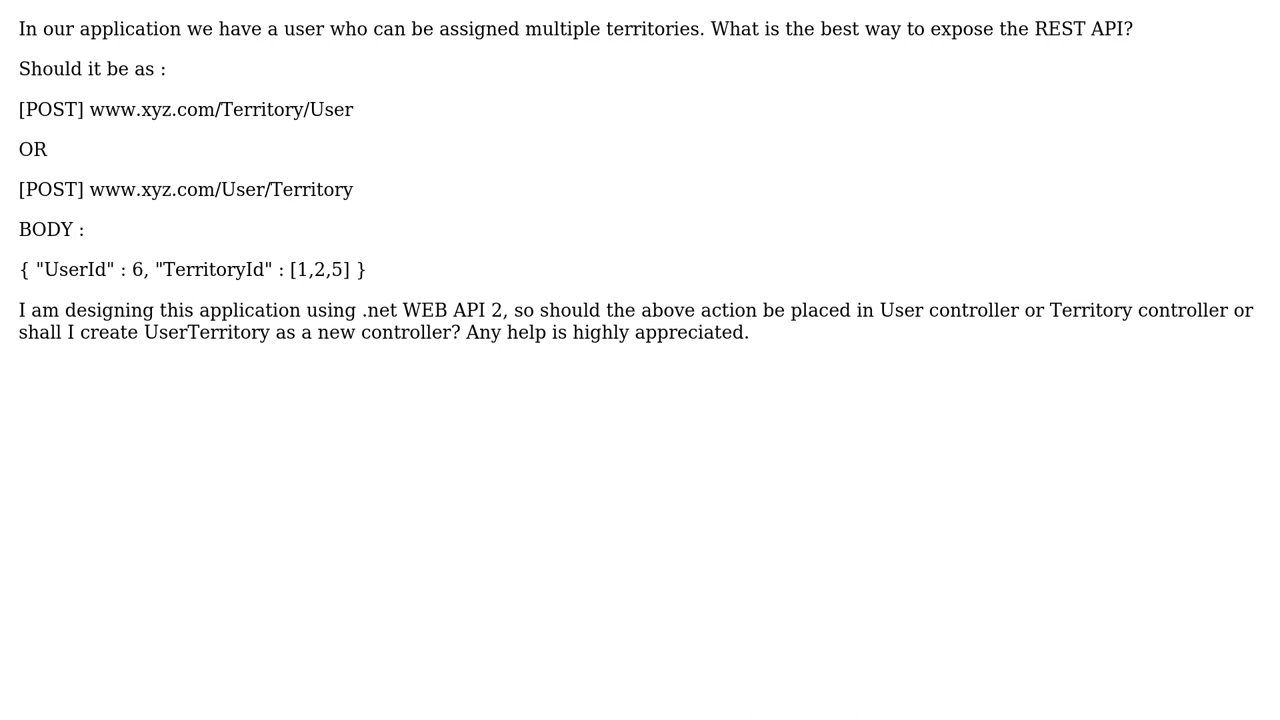 In our application we have a user who can be assigned multiple territories. What is the best way to expose the REST API?
Should it be as :
[POST] www.xyz.com/Territory/User
OR
[POST] www.xyz.com/User/Territory
BODY :
{ "UserId" : 6, "TerritoryId" : [1,2,5] }
I am designing this application using .net WEB API 2, so should the above action be placed in User controller or Territory controller or
shall I create UserTerritory as a new controller? Any help is highly appreciated.